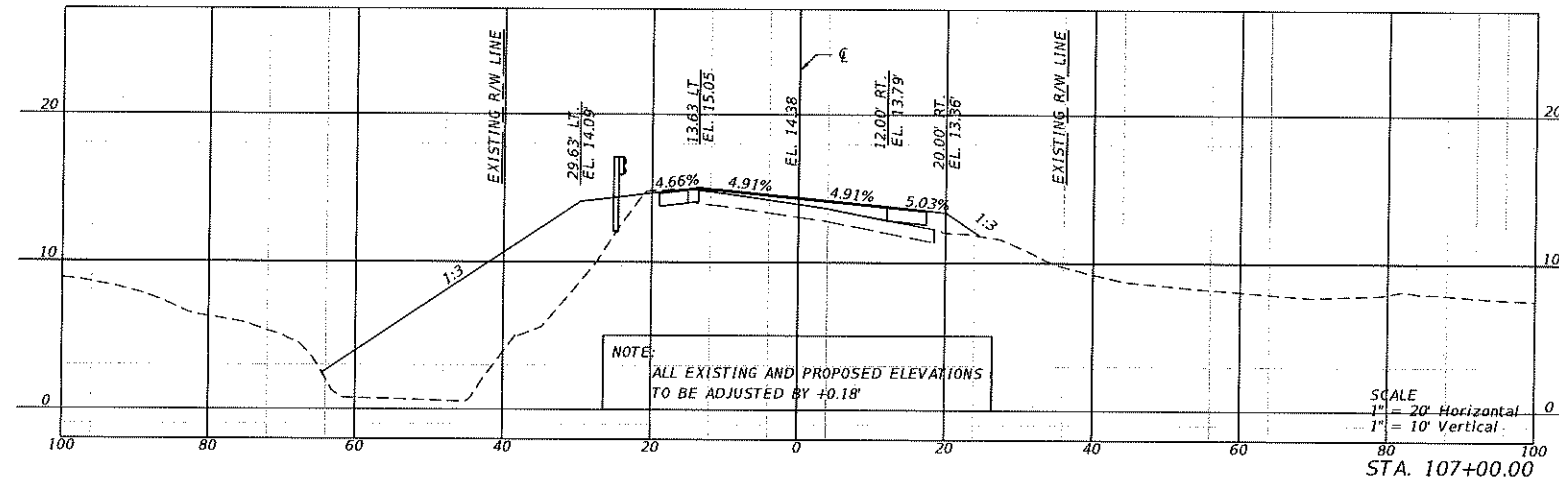 EXISTING R/W LINE
29.63' LT.
EL. 14.09'
13.63 LT
EL. 15.05
EL. 14.38
℄
12.00' RT.
EL. 13.79'
20.00' RT.
EL. 13.36'
EXISTING R/W LINE
20
20
4.66%
4.91%
4.91%
5.03%
1:3
1:3
10
10
NOTE:
ALL EXISTING AND PROPOSED ELEVATIONS
TO BE ADJUSTED BY +0.18'
SCALE
1" = 20' Horizontal
1" = 10' Vertical
0
0
100
80
60
40
20
0
20
40
60
80
100
STA. 107+00.00